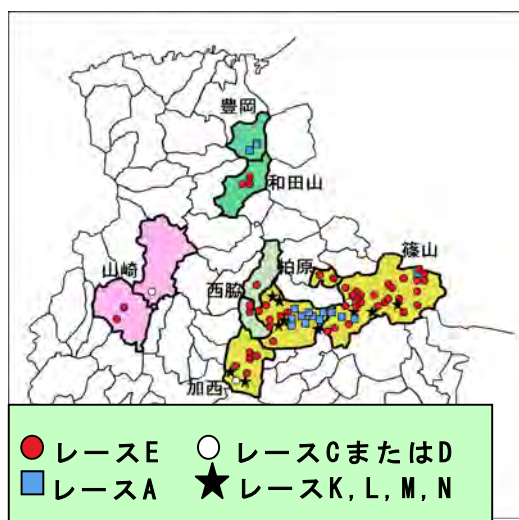 豊岡
和田山
柏原
篠山
山崎
西脇
加西
レースE
レースCまたはD
レースA
レースK,L,M,N